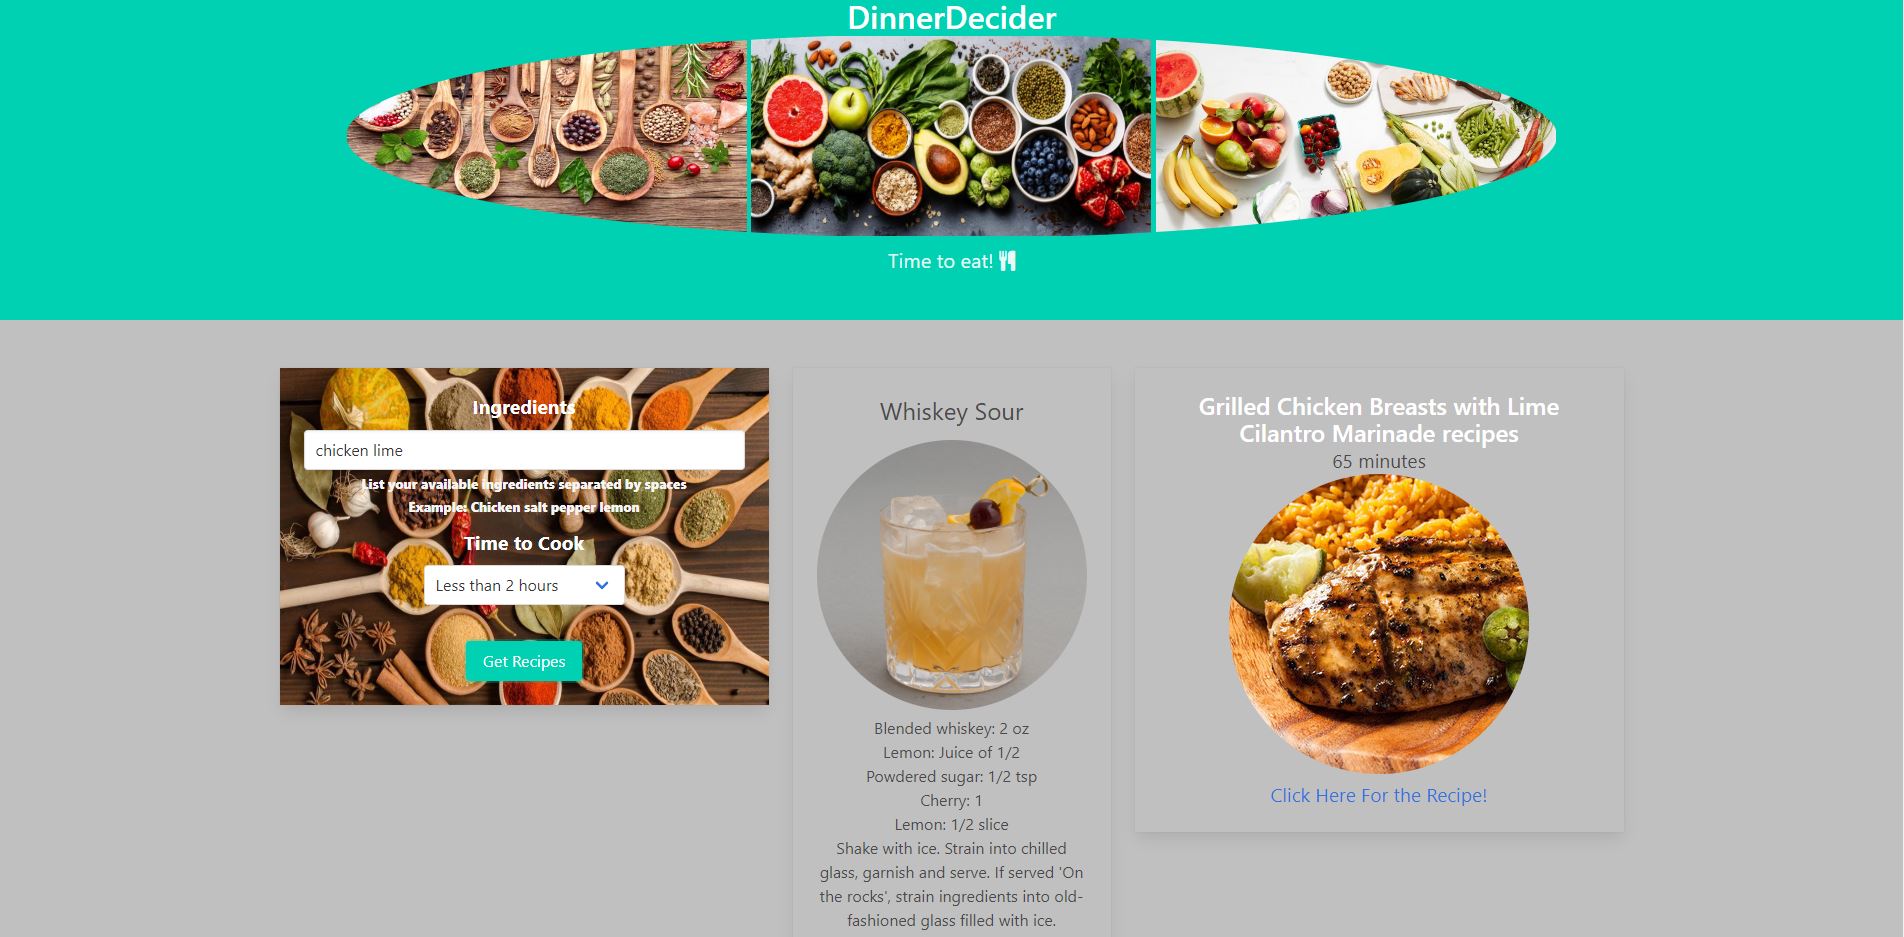 DinnerDecider
Time to eat!
Ingredients
chicken lime
List your available ingredients separated by spaces
Example: Chicken salt pepper lemon
Time to Cook
Less than 2 hours
Get Recipes
Whiskey Sour
Blended whiskey: 2 oz
Lemon: Juice of 1/2
Powdered sugar: 1/2 tsp
Cherry: 1
Lemon: 1/2 slice
Shake with ice. Strain into chilled
glass, garnish and serve. If served 'On
the rocks', strain ingredients into old-
fashioned glass filled with ice.
Grilled Chicken Breasts with Lime
Cilantro Marinade recipes
65 minutes
Click Here For the Recipe!